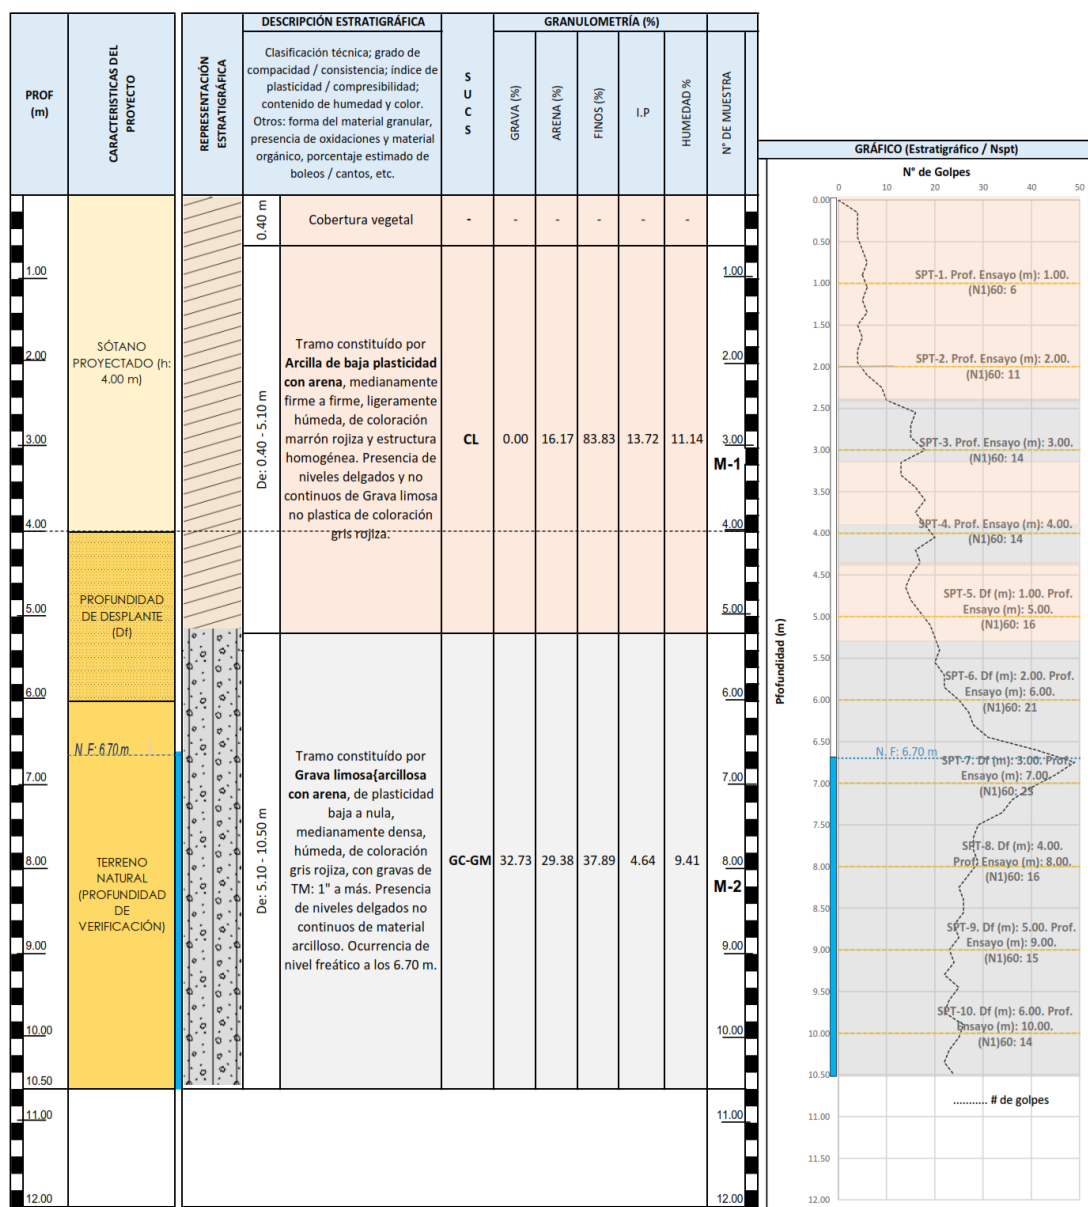 PROF
(m)
CARACTERISTICAS DEL
PROYECTO
REPRESENTACIÓN
ESTRATIGRÁFICA
DESCRIPCIÓN ESTRATIGRÁFICA
Clasificación técnica; grado de
compacidad / consistencia; índice de
plasticidad / compresibilidad;
contenido de humedad y color.
Otros: forma del material granular,
presencia de oxidaciones y material
orgánico, porcentaje estimado de
boleos / cantos, etc.
S
U
C
S
GRANULOMETRÍA (%)
GRAVA (%)
ARENA (%)
FINOS (%)
I.P
HUMEDAD %
N° DE MUESTRA
1.00
2.00
3.00
4.00
5.00
6.00
7.00
8.00
9.00
10.00
10.50
11.00
12.00
SÓTANO
PROYECTADO (h:
4.00 m)
PROFUNDIDAD
DE DESPLANTE
(Df)
N. F: 6.70 m
TERRENO
NATURAL
(PROFUNDIDAD
DE
VERIFICACIÓN)
0.40 m
Cobertura vegetal
- - - - - -
De: 0.40 - 5.10 m
Tramo constituído por
Arcilla de baja plasticidad
con arena, medianamente
firme a firme, ligeramente
húmeda, de coloración
marrón rojiza y estructura
homogénea. Presencia de
niveles delgados y no
continuos de Grava limosa
no plastica de coloración
gris rojiza.
CL 0.00 16.17 83.83 13.72 11.14
De: 5.10 - 10.50 m
Tramo constituído por
Grava limosa{arcillosa
con arena, de plasticidad
baja a nula,
medianamente densa,
húmeda, de coloración
gris rojiza, con gravas de
TM: 1" a más. Presencia
de niveles delgados no
continuos de material
arcilloso. Ocurrencia de
nivel freático a los 6.70 m.
GC-GM 32.73 29.38 37.89 4.64 9.41
1.00
2.00
3.00
M-1
4.00
5.00
6.00
7.00
8.00
M-2
9.00
10.00
11.00
12.00
GRÁFICO (Estratigráfico / Nspt)
N° de Golpes
0 10 20 30 40 50
Pfofundidad (m)
0.00
0.50
1.00
1.50
2.00
2.50
3.00
3.50
4.00
4.50
5.00
5.50
6.00
6.50
7.00
7.50
8.00
8.50
9.00
9.50
10.00
10.50
11.00
11.50
12.00
SPT-1. Prof. Ensayo (m): 1.00.
(N1)60: 6
SPT-2. Prof. Ensayo (m): 2.00.
(N1)60: 11
SPT-3. Prof. Ensayo (m): 3.00.
(N1)60: 14
SPT-4. Prof. Ensayo (m): 4.00.
(N1)60: 14
SPT-5. Df (m): 1.00. Prof.
Ensayo (m): 5.00.
(N1)60: 16
SPT-6. Df (m): 2.00. Prof.
Ensayo (m): 6.00.
(N1)60: 21
N. F: 6.70 m
SPT-7. Df (m): 3.00. Prof.
Ensayo (m): 7.00.
(N1)60: 23
SPT-8. Df (m): 4.00.
Prof. Ensayo (m): 8.00.
(N1)60: 16
SPT-9. Df (m): 5.00. Prof.
Ensayo (m): 9.00.
(N1)60: 15
SPT-10. Df (m): 6.00. Prof.
Ensayo (m): 10.00.
(N1)60: 14
# de golpes